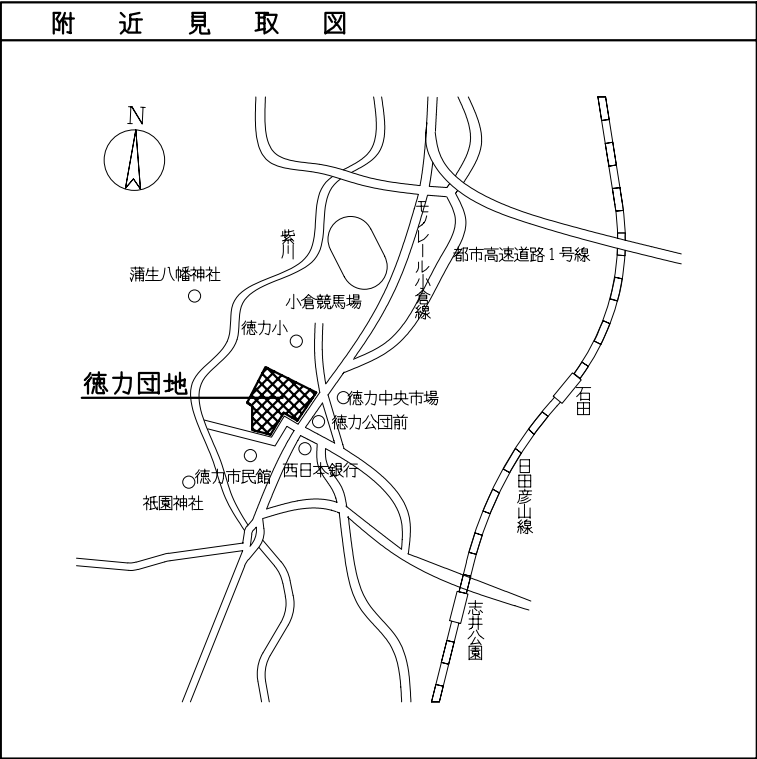 附近見取図
N
紫川
モノレール小倉線
都市高速道路1号線
蒲生八幡神社
小倉競馬場
徳力小
徳力団地
徳力中央市場
石田
徳力公団前
徳力市民館
西日本銀行
日田彦山線
祇園神社
志井公園